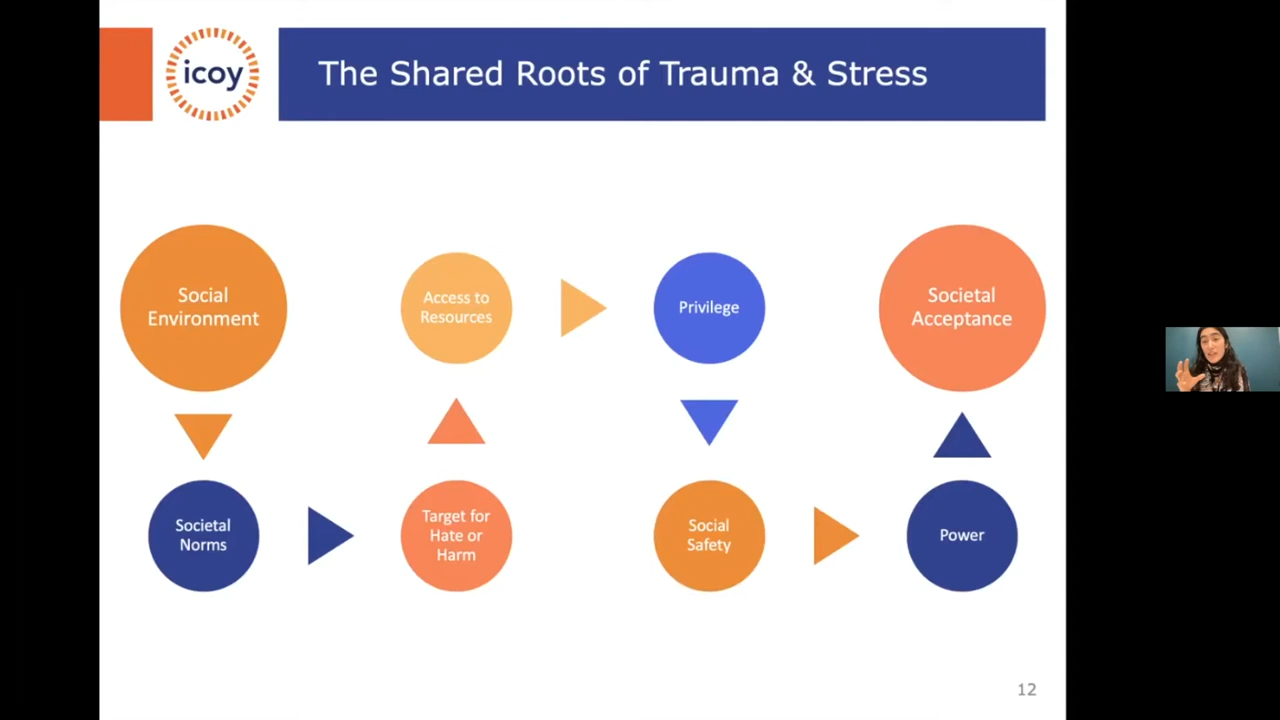 icoy
The Shared Roots of Trauma & Stress
Social
Environment
Access to
Resources
Privilege
Societal
Acceptance
Societal
Norms
Target for
Hate or
Harm
Social
Safety
Power
12